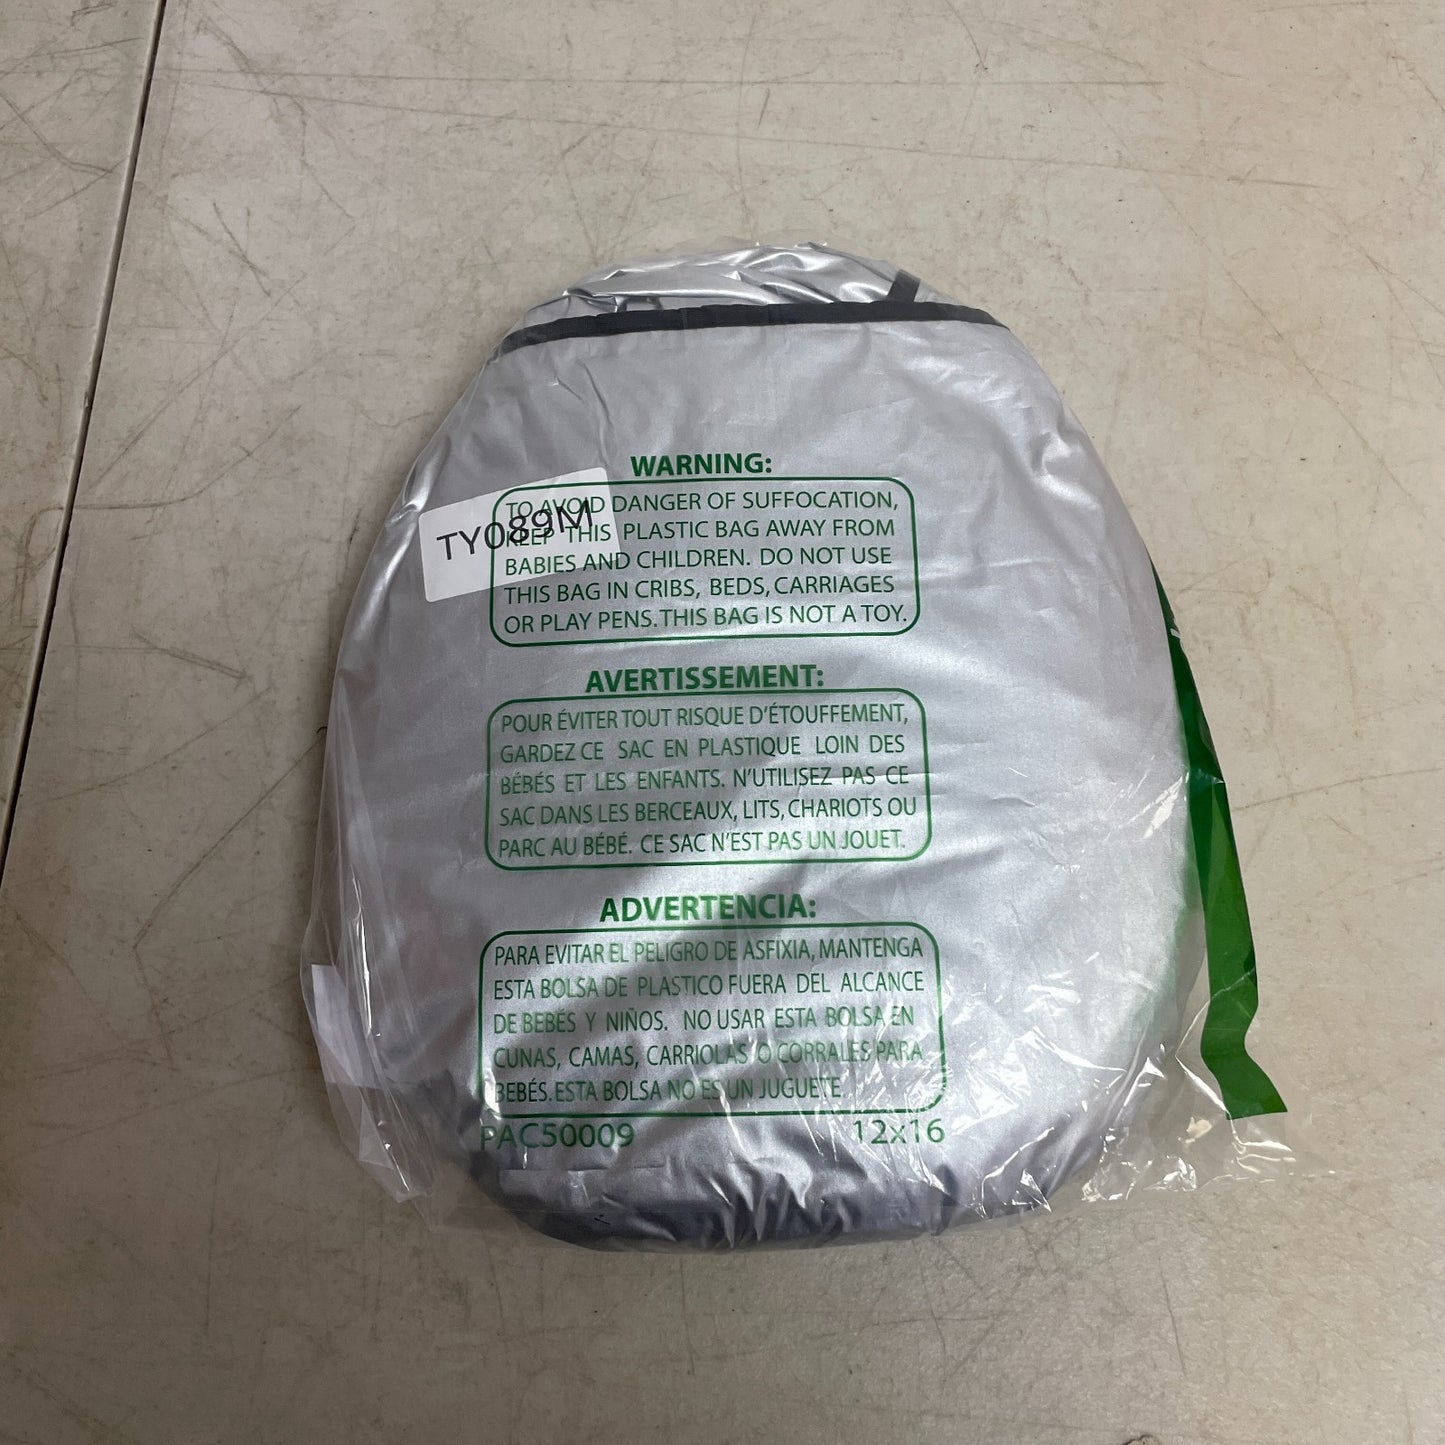 WARNING:
TO AVOID DANGER OF SUFFOCATION,
KEEP THIS PLASTIC BAG AWAY FROM
BABIES AND CHILDREN. DO NOT USE
THIS BAG IN CRIBS, BEDS, CARRIAGES
OR PLAY PENS. THIS BAG IS NOT A TOY.
TY089M
AVERTISSEMENT:
POUR ÉVITER TOUT RISQUE D'ÉTOUFFEMENT,
GARDEZ CE SAC EN PLASTIQUE LOIN DES
BÉBÉS ET LES ENFANTS. N'UTILISEZ PAS CE
SAC DANS LES BERCEAUX, LITS, CHARIOTS OU
PARC AU BÉBÉ. CE SAC N'EST PAS UN JOUET.
ADVERTENCIA:
PARA EVITAR EL PELIGRO DE ASFIXIA, MANTENGA
ESTA BOLSA DE PLASTICO FUERA DEL ALCANCE
DE BEBÉS Y NIÑOS. NO USAR ESTA BOLSA EN
CUNAS, CAMAS, CARRIOLAS O CORRALES PARA
BEBÉS. ESTA BOLSA NO ES UN JUGUETE.
PAC50009 12x16